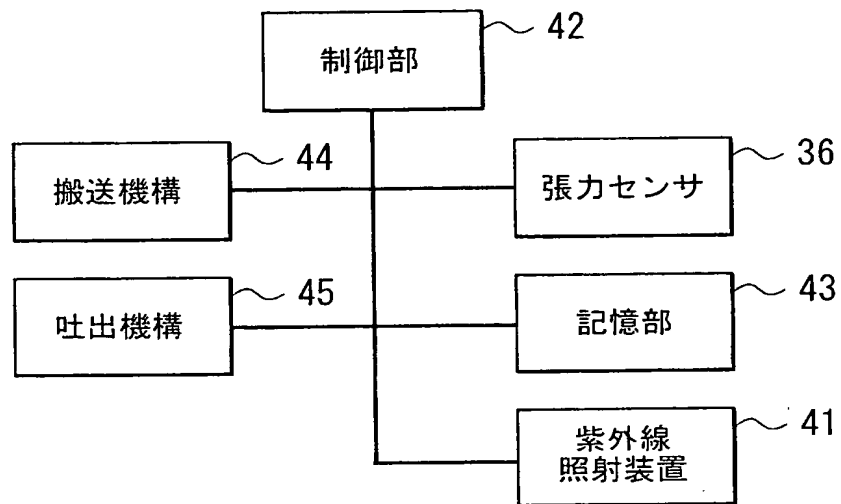 制御部
42
搬送機構
44
張力センサ
36
吐出機構
45
記憶部
43
紫外線
照射装置
41